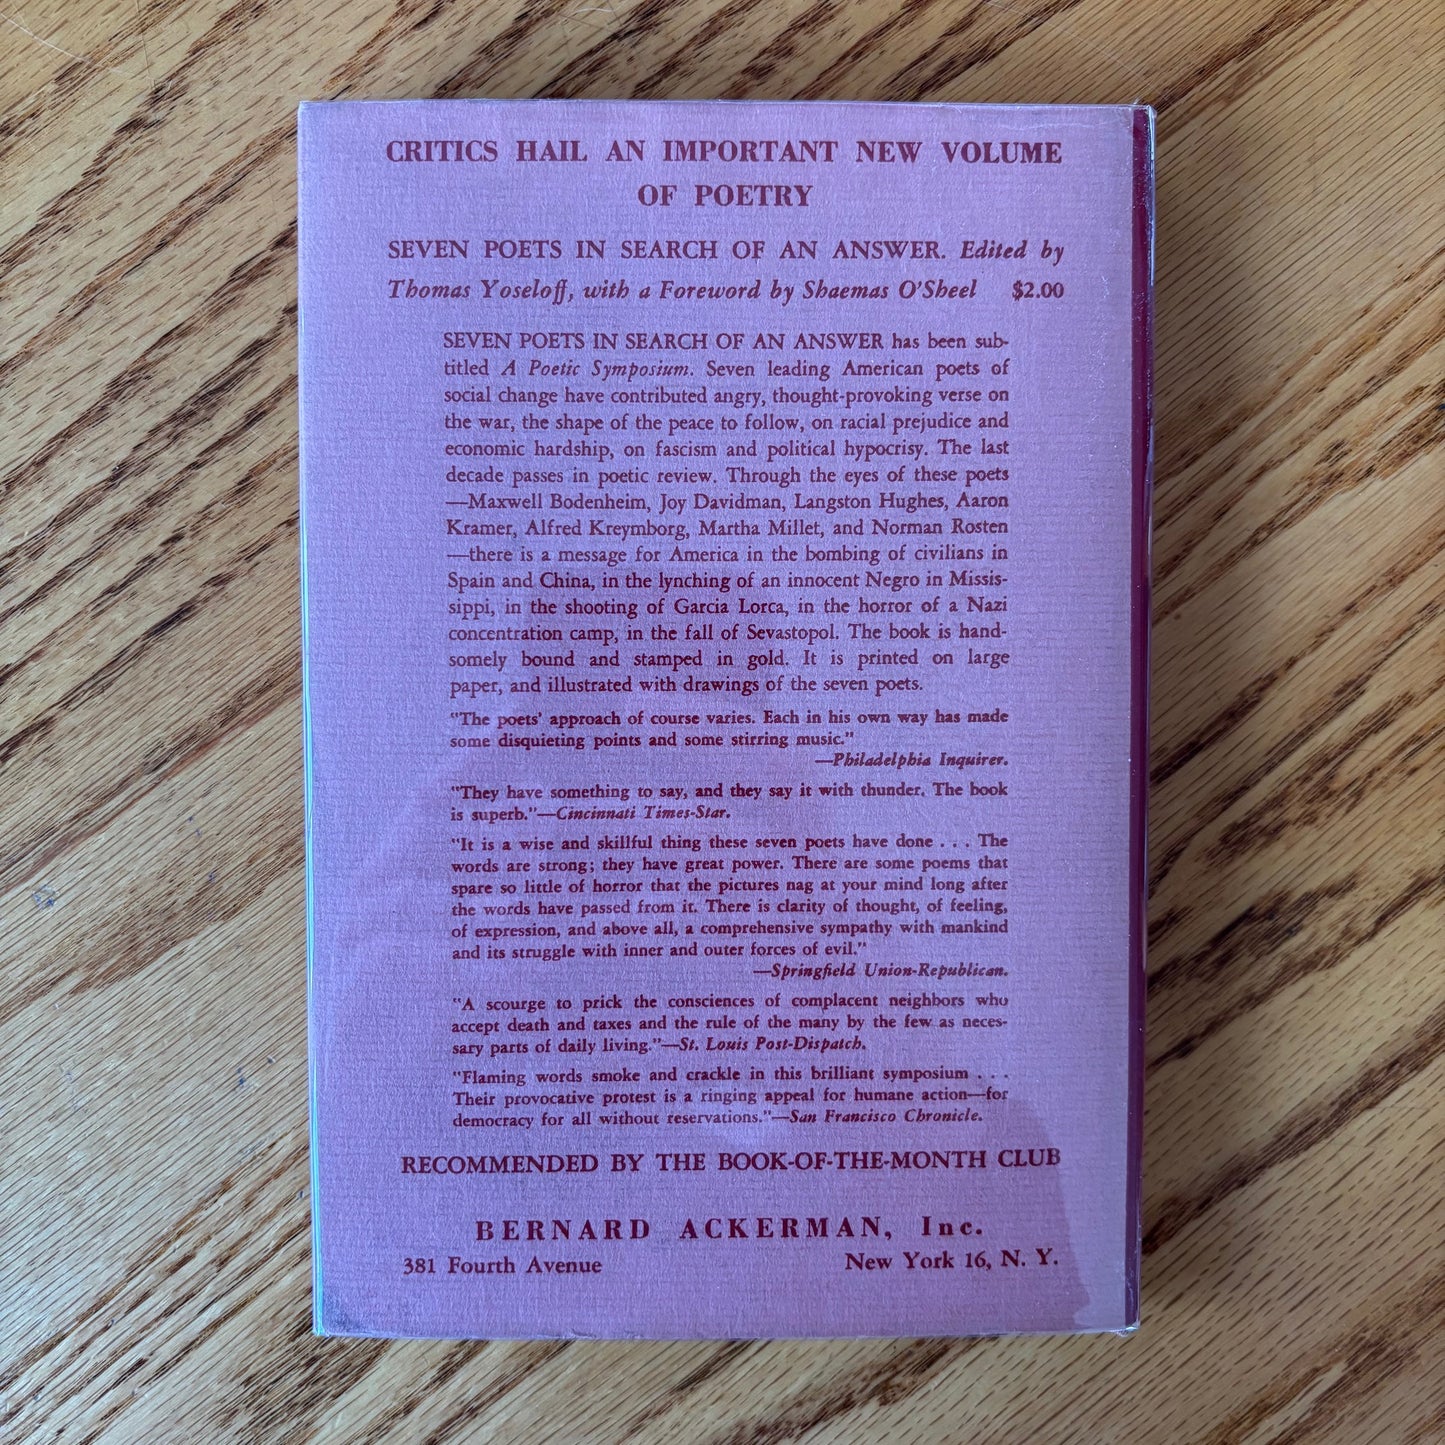 CRITICS HAIL AN IMPORTANT NEW VOLUME
OF POETRY
SEVEN POETS IN SEARCH OF AN ANSWER. Edited by
Thomas Yoseloff, with a Foreword by Shaemas O'Sheel $2.00
SEVEN POETS IN SEARCH OF AN ANSWER has been sub-
titled A Poetic Symposium. Seven leading American poets of
social change have contributed angry, thought-provoking verse on
the war, the shape of the peace to follow, on racial prejudice and
economic hardship, on fascism and political hypocrisy. The last
decade passes in poetic review. Through the eyes of these poets
—Maxwell Bodenheim, Joy Davidman, Langston Hughes, Aaron
Kramer, Alfred Kreymborg, Martha Millet, and Norman Rosten
—there is a message for America in the bombing of civilians in
Spain and China, in the lynching of an innocent Negro in Missis-
sippi, in the shooting of Garcia Lorca, in the horror of a Nazi
concentration camp, in the fall of Sevastopol. The book is hand-
somely bound and stamped in gold. It is printed on large
paper, and illustrated with drawings of the seven poets.
"The poets' approach of course varies. Each in his own way has made
some disquieting points and some stirring music."
—Philadelphia Inquirer.
"They have something to say, and they say it with thunder. The book
is superb."—Cincinnati Times-Star.
"It is a wise and skillful thing these seven poets have done . . . The
words are strong; they have great power. There are some poems that
spare so little of horror that the pictures nag at your mind long after
the words have passed from it. There is clarity of thought, of feeling,
of expression, and above all, a comprehensive sympathy with mankind
and its struggle with inner and outer forces of evil."
—Springfield Union-Republican.
"A scourge to prick the consciences of complacent neighbors who
accept death and taxes and the rule of the many by the few as neces-
sary parts of daily living."—St. Louis Post-Dispatch.
"Flaming words smoke and crackle in this brilliant symposium . . .
Their provocative protest is a ringing appeal for humane action—for
democracy for all without reservations."—San Francisco Chronicle.
RECOMMENDED BY THE BOOK-OF-THE-MONTH CLUB
BERNARD ACKERMAN, Inc.
381 Fourth Avenue New York 16, N. Y.